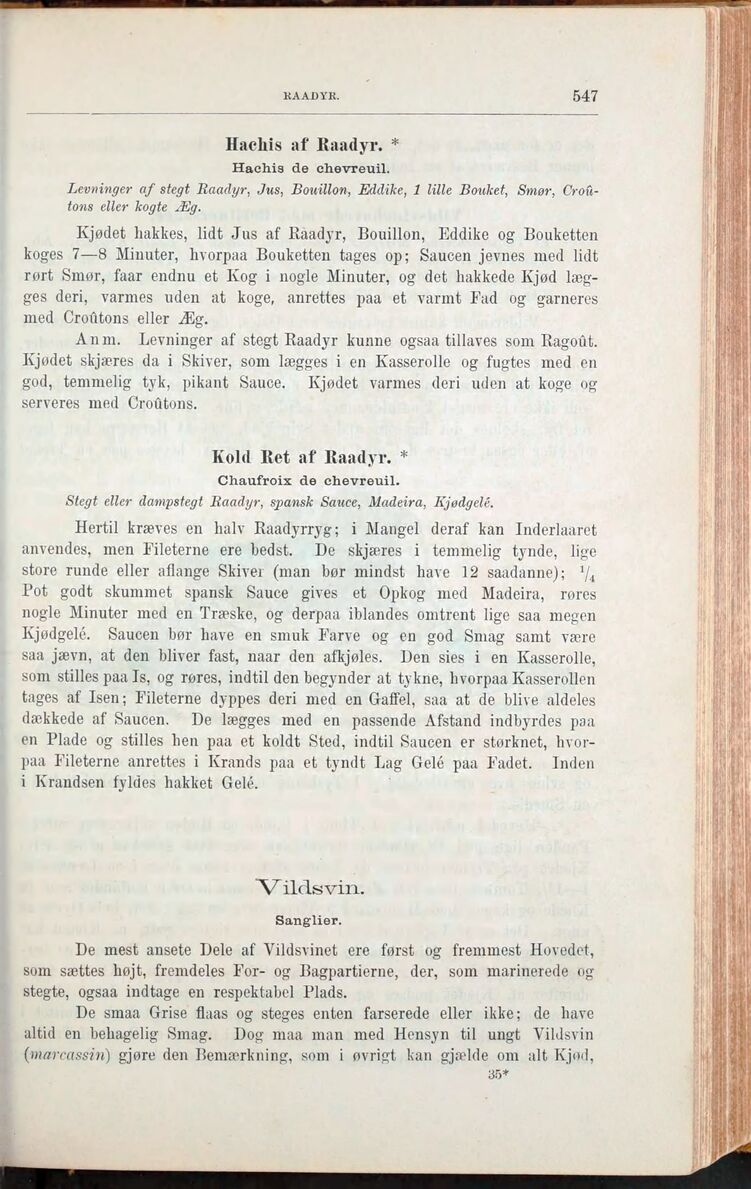 RAADYR. 547
Hachis af Raadyr. *
Hachis de chevreuil.
Levninger af stegt Raadyr, Jus, Bouillon, Eddike, 1 lille Bouket, Smør, Croû-
tons eller kogte Æg.
Kjødet hakkes, lidt Jus af Raadyr, Bouillon, Eddike og Bouketten
koges 7—8 Minuter, hvorpaa Bouketten tages op; Saucen jevnes med lidt
rørt Smør, faar endnu et Kog i nogle Minuter, og det hakkede Kjød læg-
ges deri, varmes uden at koge, anrettes paa et varmt Fad og garneres
med Croûtons eller Æg.
Anm. Levninger af stegt Raadyr kunne ogsaa tillaves som Ragoût.
Kjødet skjæres da i Skiver, som lægges i en Kasserolle og fugtes med en
god, temmelig tyk, pikant Sauce. Kjødet varmes deri uden at koge og
serveres med Croûtons.
Kold Ret af Raadyr. *
Chaufroix de chevreuil.
Stegt eller dampstegt Raadyr, spansk Sauce, Madeira, Kjødgelé.
Hertil kræves en halv Raadyrryg; i Mangel deraf kan Inderlaaret
anvendes, men Fileterne ere bedst. De skjæres i temmelig tynde, lige
store runde eller aflange Skiver (man bør mindst have 12 saadanne); 1/4
Pot godt skummet spansk Sauce gives et Opkog med Madeira, røres
nogle Minuter med en Træske, og derpaa iblandes omtrent lige saa megen
Kjødgelé. Saucen bør have en smuk Farve og en god Smag samt være
saa jævn, at den bliver fast, naar den afkjøles. Den sies i en Kasserolle,
som stilles paa Is, og røres, indtil den begynder at tykne, hvorpaa Kasserollen
tages af Isen; Fileterne dyppes deri med en Gaffel, saa at de blive aldeles
dækkede af Saucen. De lægges med en passende Afstand indbyrdes paa
en Plade og stilles hen paa et koldt Sted, indtil Saucen er størknet, hvor-
paa Fileterne anrettes i Krands paa et tyndt Lag Gelé paa Fadet. Inden
i Krandsen fyldes hakket Gelé.
Vildsvin.
Sanglier.
De mest ansete Dele af Vildsvinet ere først og fremmest Hovedet,
som sættes højt, fremdeles For- og Bagpartierne, der, som marinerede og
stegte, ogsaa indtage en respektabel Plads.
De smaa Grise flaas og steges enten farserede eller ikke; de have
altid en behagelig Smag. Dog maa man med Hensyn til ungt Vildsvin
(marcassin) gjøre den Bemærkning, som i øvrigt kan gjælde om alt Kjød,
35*